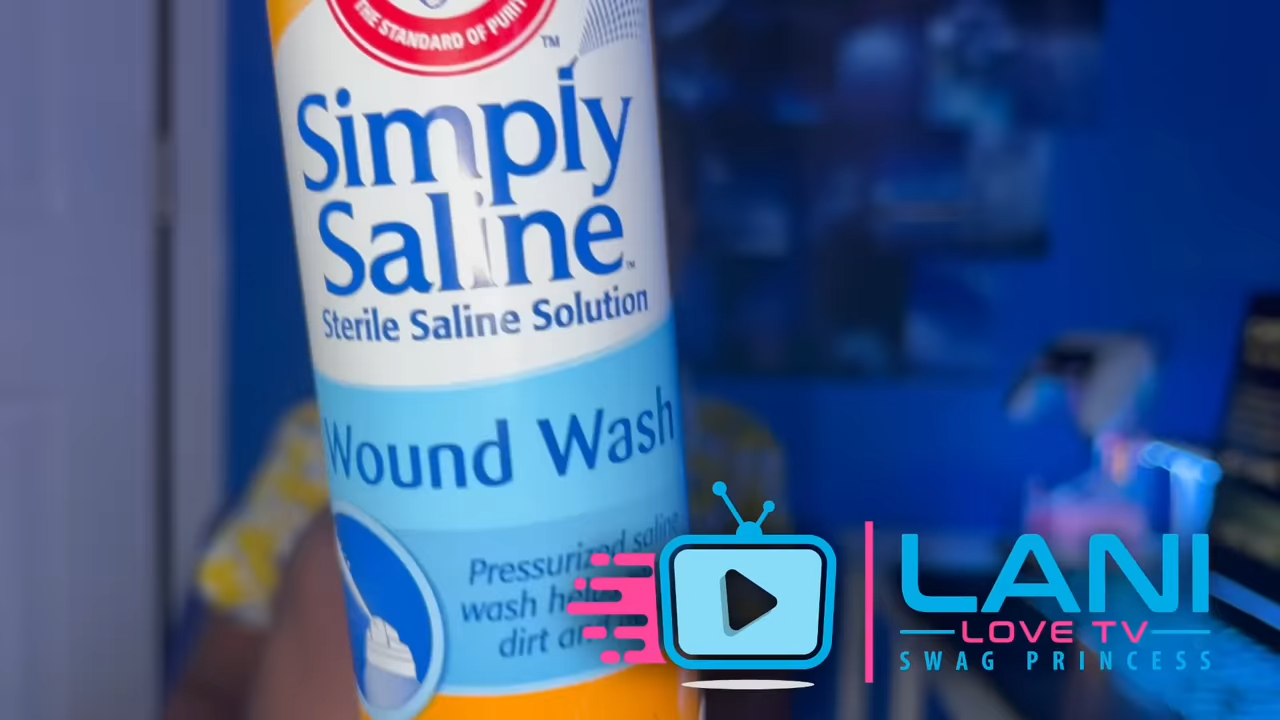 THE STANDARD OF PURITY
™
Simply
Saline™
Sterile Saline Solution
Wound Wash
Pressurized saline
wash
dirt
LANI
LOVE TV
SWAG PRINCESS